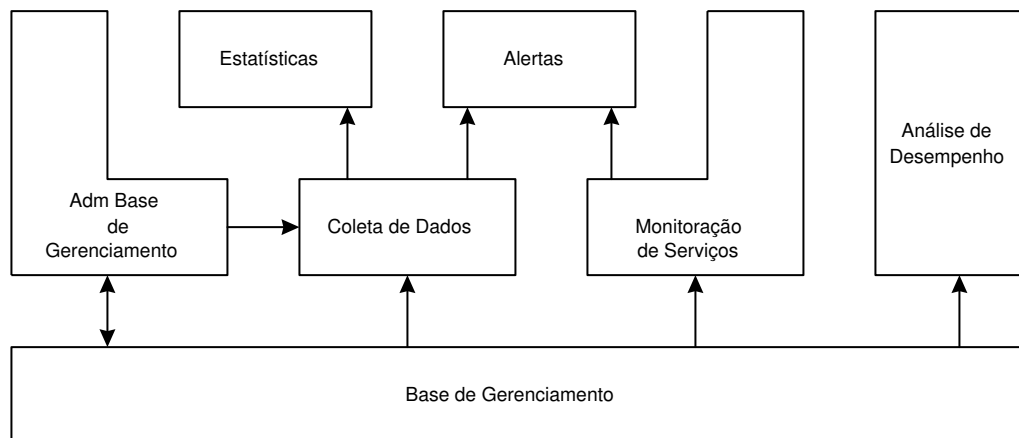 Estatísticas
Alertas
Análise de
Desempenho
Adm Base
de
Gerenciamento
Coleta de Dados
Monitoração
de Serviços
Base de Gerenciamento